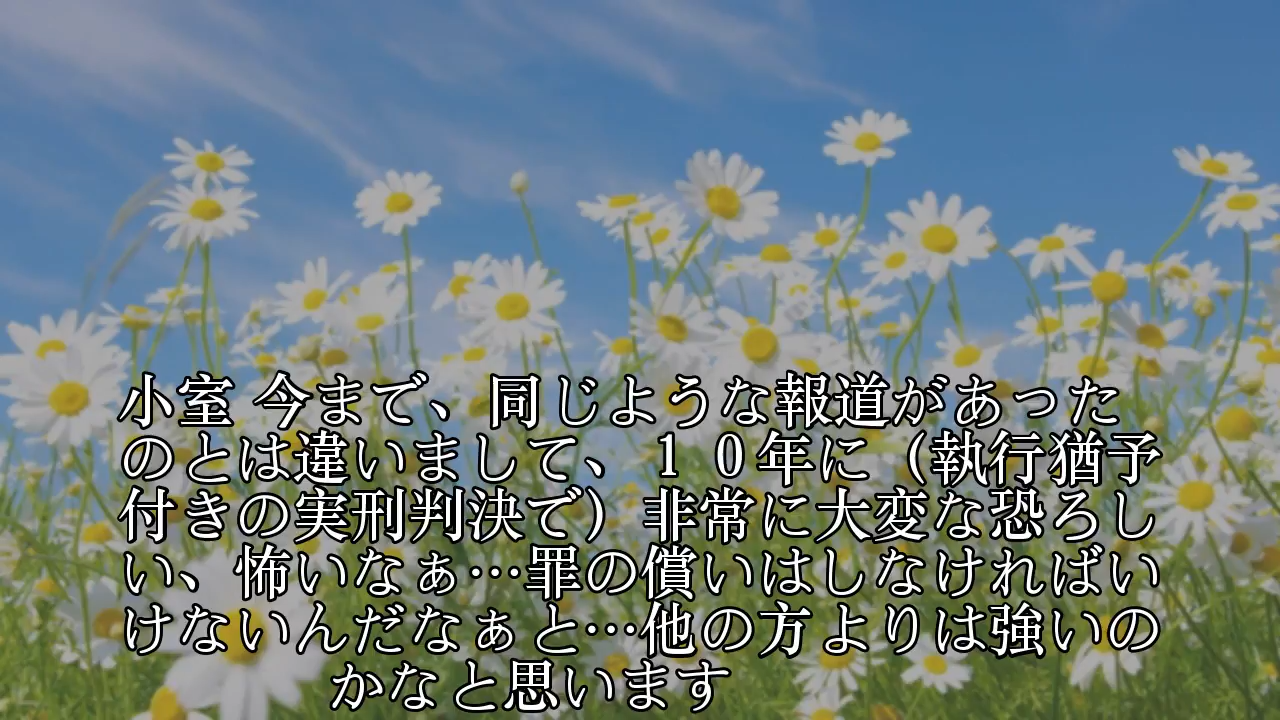 小室 今まで、同じような報道があった
のとは違いまして、１０年に（執行猶予
付きの実刑判決で）非常に大変な恐ろし
い、怖いなぁ…罪の償いはしなければい
けないんだなぁと…他の方よりは強いの
かなと思います